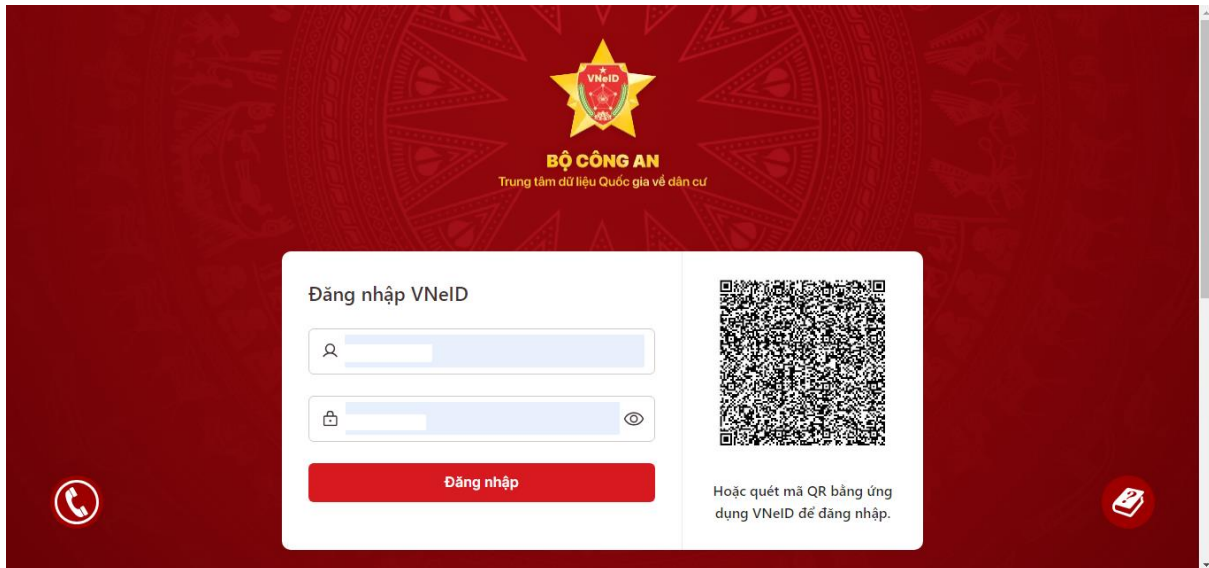 VNeID
BỘ CÔNG AN
Trung tâm dữ liệu Quốc gia về dân cư
Đăng nhập VNeID
Đăng nhập
Hoặc quét mã QR bằng ứng
dụng VNeID để đăng nhập.